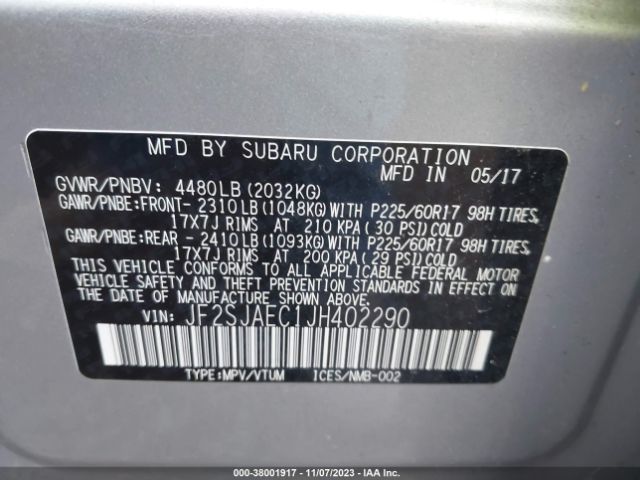 MFD BY SUBARU CORPORATION
MFD IN 05/17
GVWR/PNBV: 4480LB (2032KG)
GAWR/PNBE:FRONT- 2310LB(1048KG)WITH P225/60R17 98H TIRES,
17X7J RIMS AT 210 KPA (30 PSI)COLD
GAWR/PNBE:REAR - 2410LB(1093KG)WITH P225/60R17 98H TIRES,
17X7J RIMS AT 200 KPA (29 PSI)COLD
THIS VEHICLE CONFORMS TO ALL APPLICABLE FEDERAL MOTOR
VEHICLE SAFETY AND THEFT PREVENTION STANDARDS IN EFFECT ON
THE DATE OF MANUFACTURE SHOWN ABOVE.
VIN: JF2SJAEC1JH402290
TYPE:MPV/VTUM ICES/NMB-002
000-38001917 - 11/07/2023 - IAAI.COM